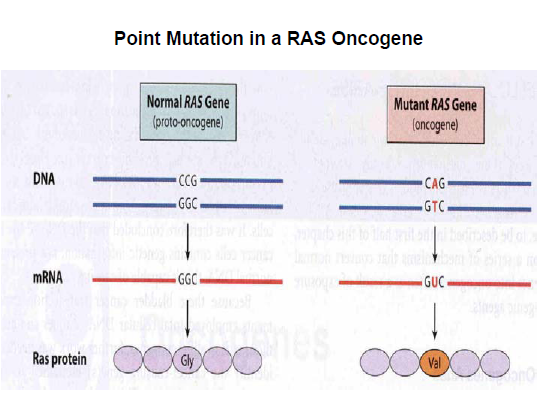 Point Mutation in a RAS Oncogene
Normal RAS Gene
(proto-oncogene)
Mutant RAS Gene
(oncogene)
DNA
CCG
GGC
CAG
GTC
mRNA
GGC
GUC
Ras protein
Gly
Val